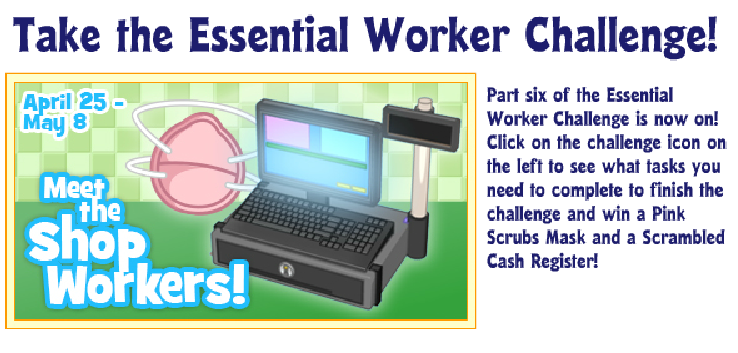 Take the Essential Worker Challenge!
April 25 -
May 8
Meet
the
Shop
Workers!
Part six of the Essential
Worker Challenge is now on!
Click on the challenge icon on
the left to see what tasks you
need to complete to finish the
challenge and win a Pink
Scrubs Mask and a Scrambled
Cash Register!